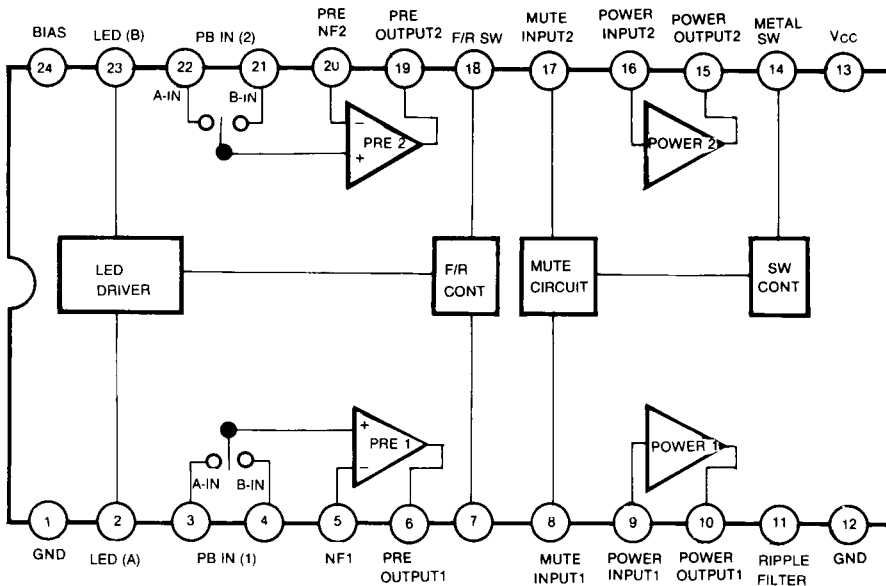 BIAS LED (B) PB IN (2) PRE NF2 PRE OUTPUT2 F/R SW MUTE INPUT2 POWER INPUT2 POWER OUTPUT2 METAL SW VCC
24 23 22 21 20 19 18 17 16 15 14 13
A-IN B-IN
− +
PRE 2
POWER 2
LED DRIVER
F/R CONT
MUTE CIRCUIT
SW CONT
+ −
PRE 1
POWER 1
A-IN B-IN
1 2 3 4 5 6 7 8 9 10 11 12
GND LED (A) PB IN (1) NF1 PRE OUTPUT1 MUTE INPUT1 POWER INPUT1 POWER OUTPUT1 RIPPLE FILTER GND